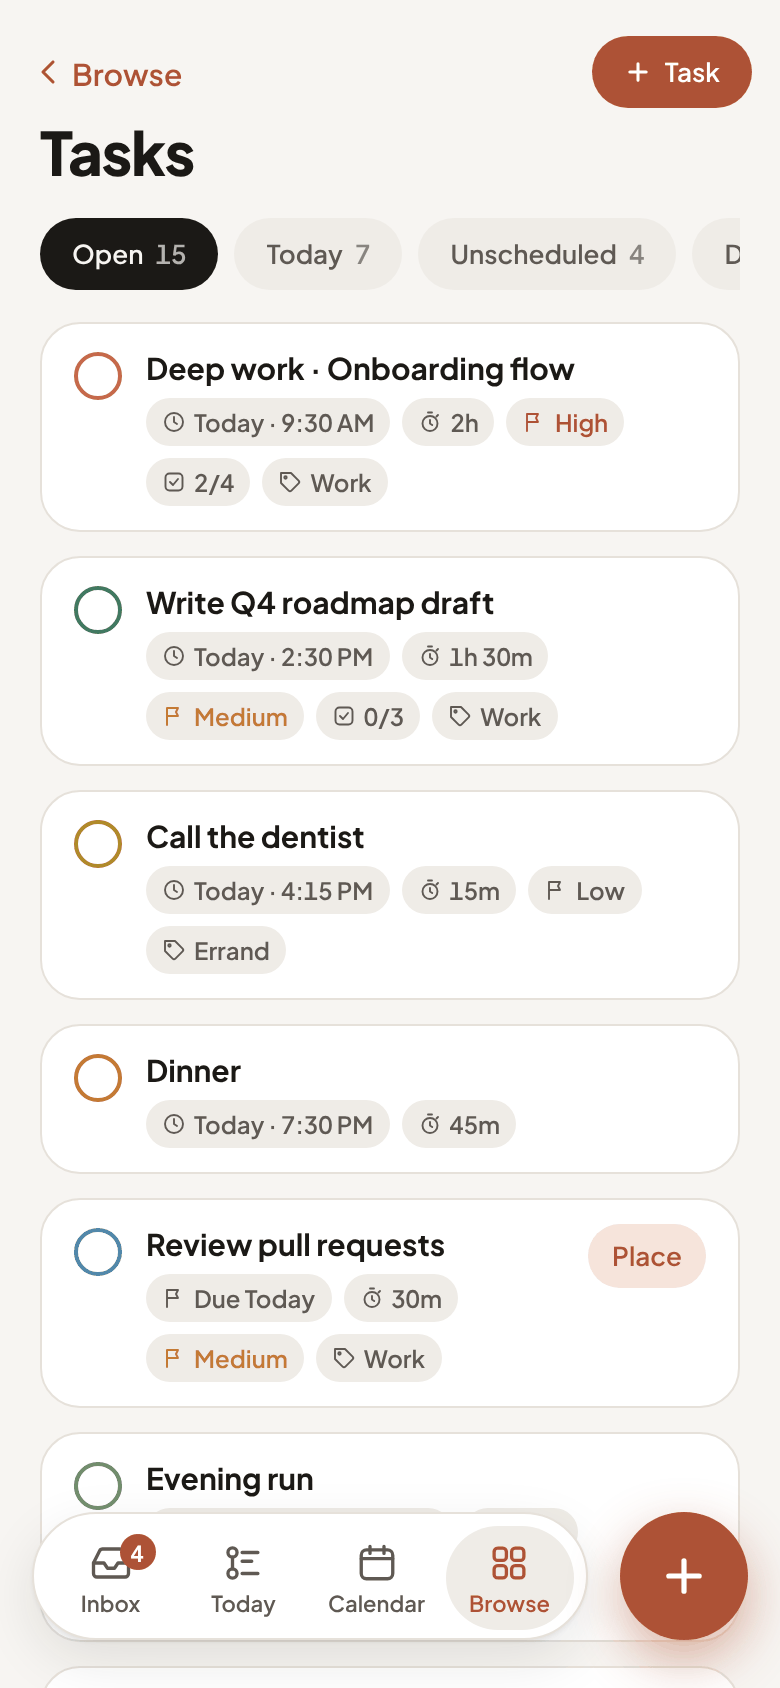 Browse
+ Task
Tasks
Open 15 Today 7 Unscheduled 4 D
Deep work · Onboarding flow
Today · 9:30 AM 2h High
2/4 Work
Write Q4 roadmap draft
Today · 2:30 PM 1h 30m
Medium 0/3 Work
Call the dentist
Today · 4:15 PM 15m Low
Errand
Dinner
Today · 7:30 PM 45m
Review pull requests Place
Due Today 30m
Medium Work
Evening run
4
Inbox Today Calendar Browse